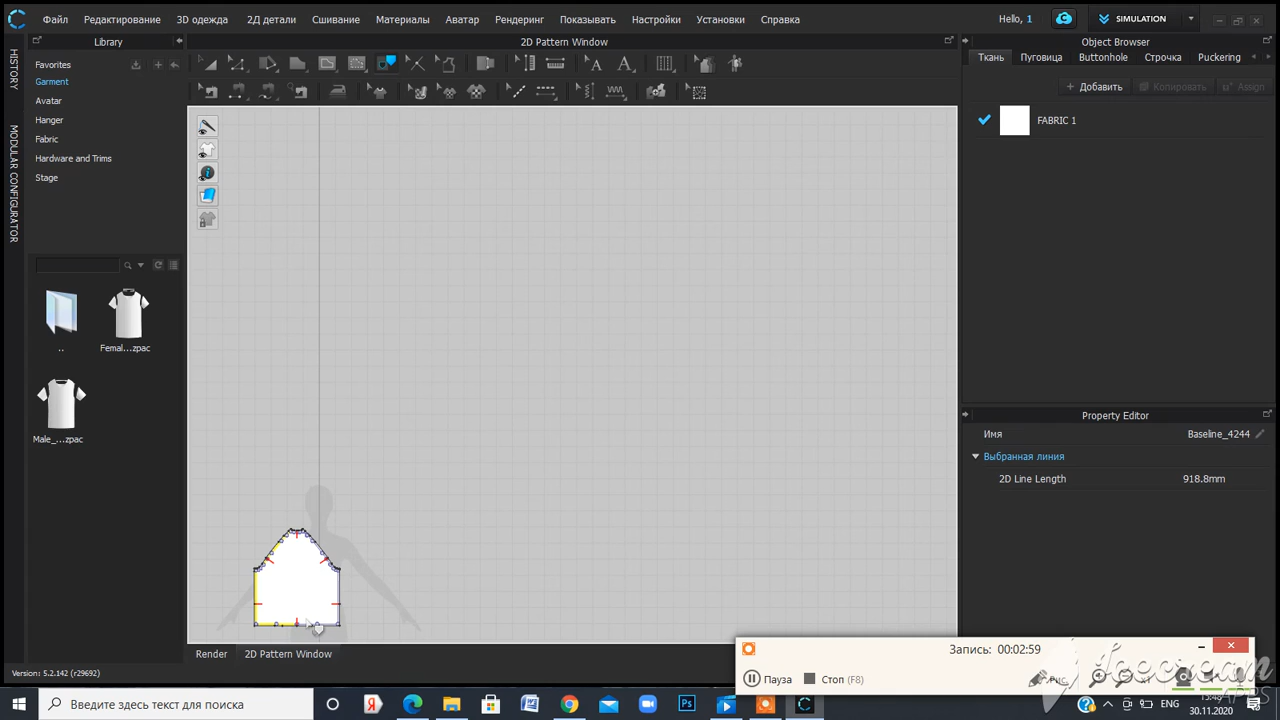 Файл Редактирование 3D одежда 2Д детали Сшивание Материалы Аватар Рендеринг Показывать Настройки Установки Справка Hello, 1 SIMULATION
Library 2D Pattern Window Object Browser
HISTORY
MODULAR CONFIGURATOR
Favorites
Garment
Avatar
Hanger
Fabric
Hardware and Trims
Stage
Ткань Пуговица Buttonhole Строчка Puckering
+ Добавить Копировать Assign
FABRIC 1
..
Femal...zpac
Male_...zpac
Property Editor
Имя Baseline_4244
Выбранная линия
2D Line Length 918.8mm
Render 2D Pattern Window
Version: 5.2.142 (r29692)
Запись: 00:02:59
Пауза Стоп (F8)
Icecream
APPS
Введите здесь текст для поиска
30.11.2020